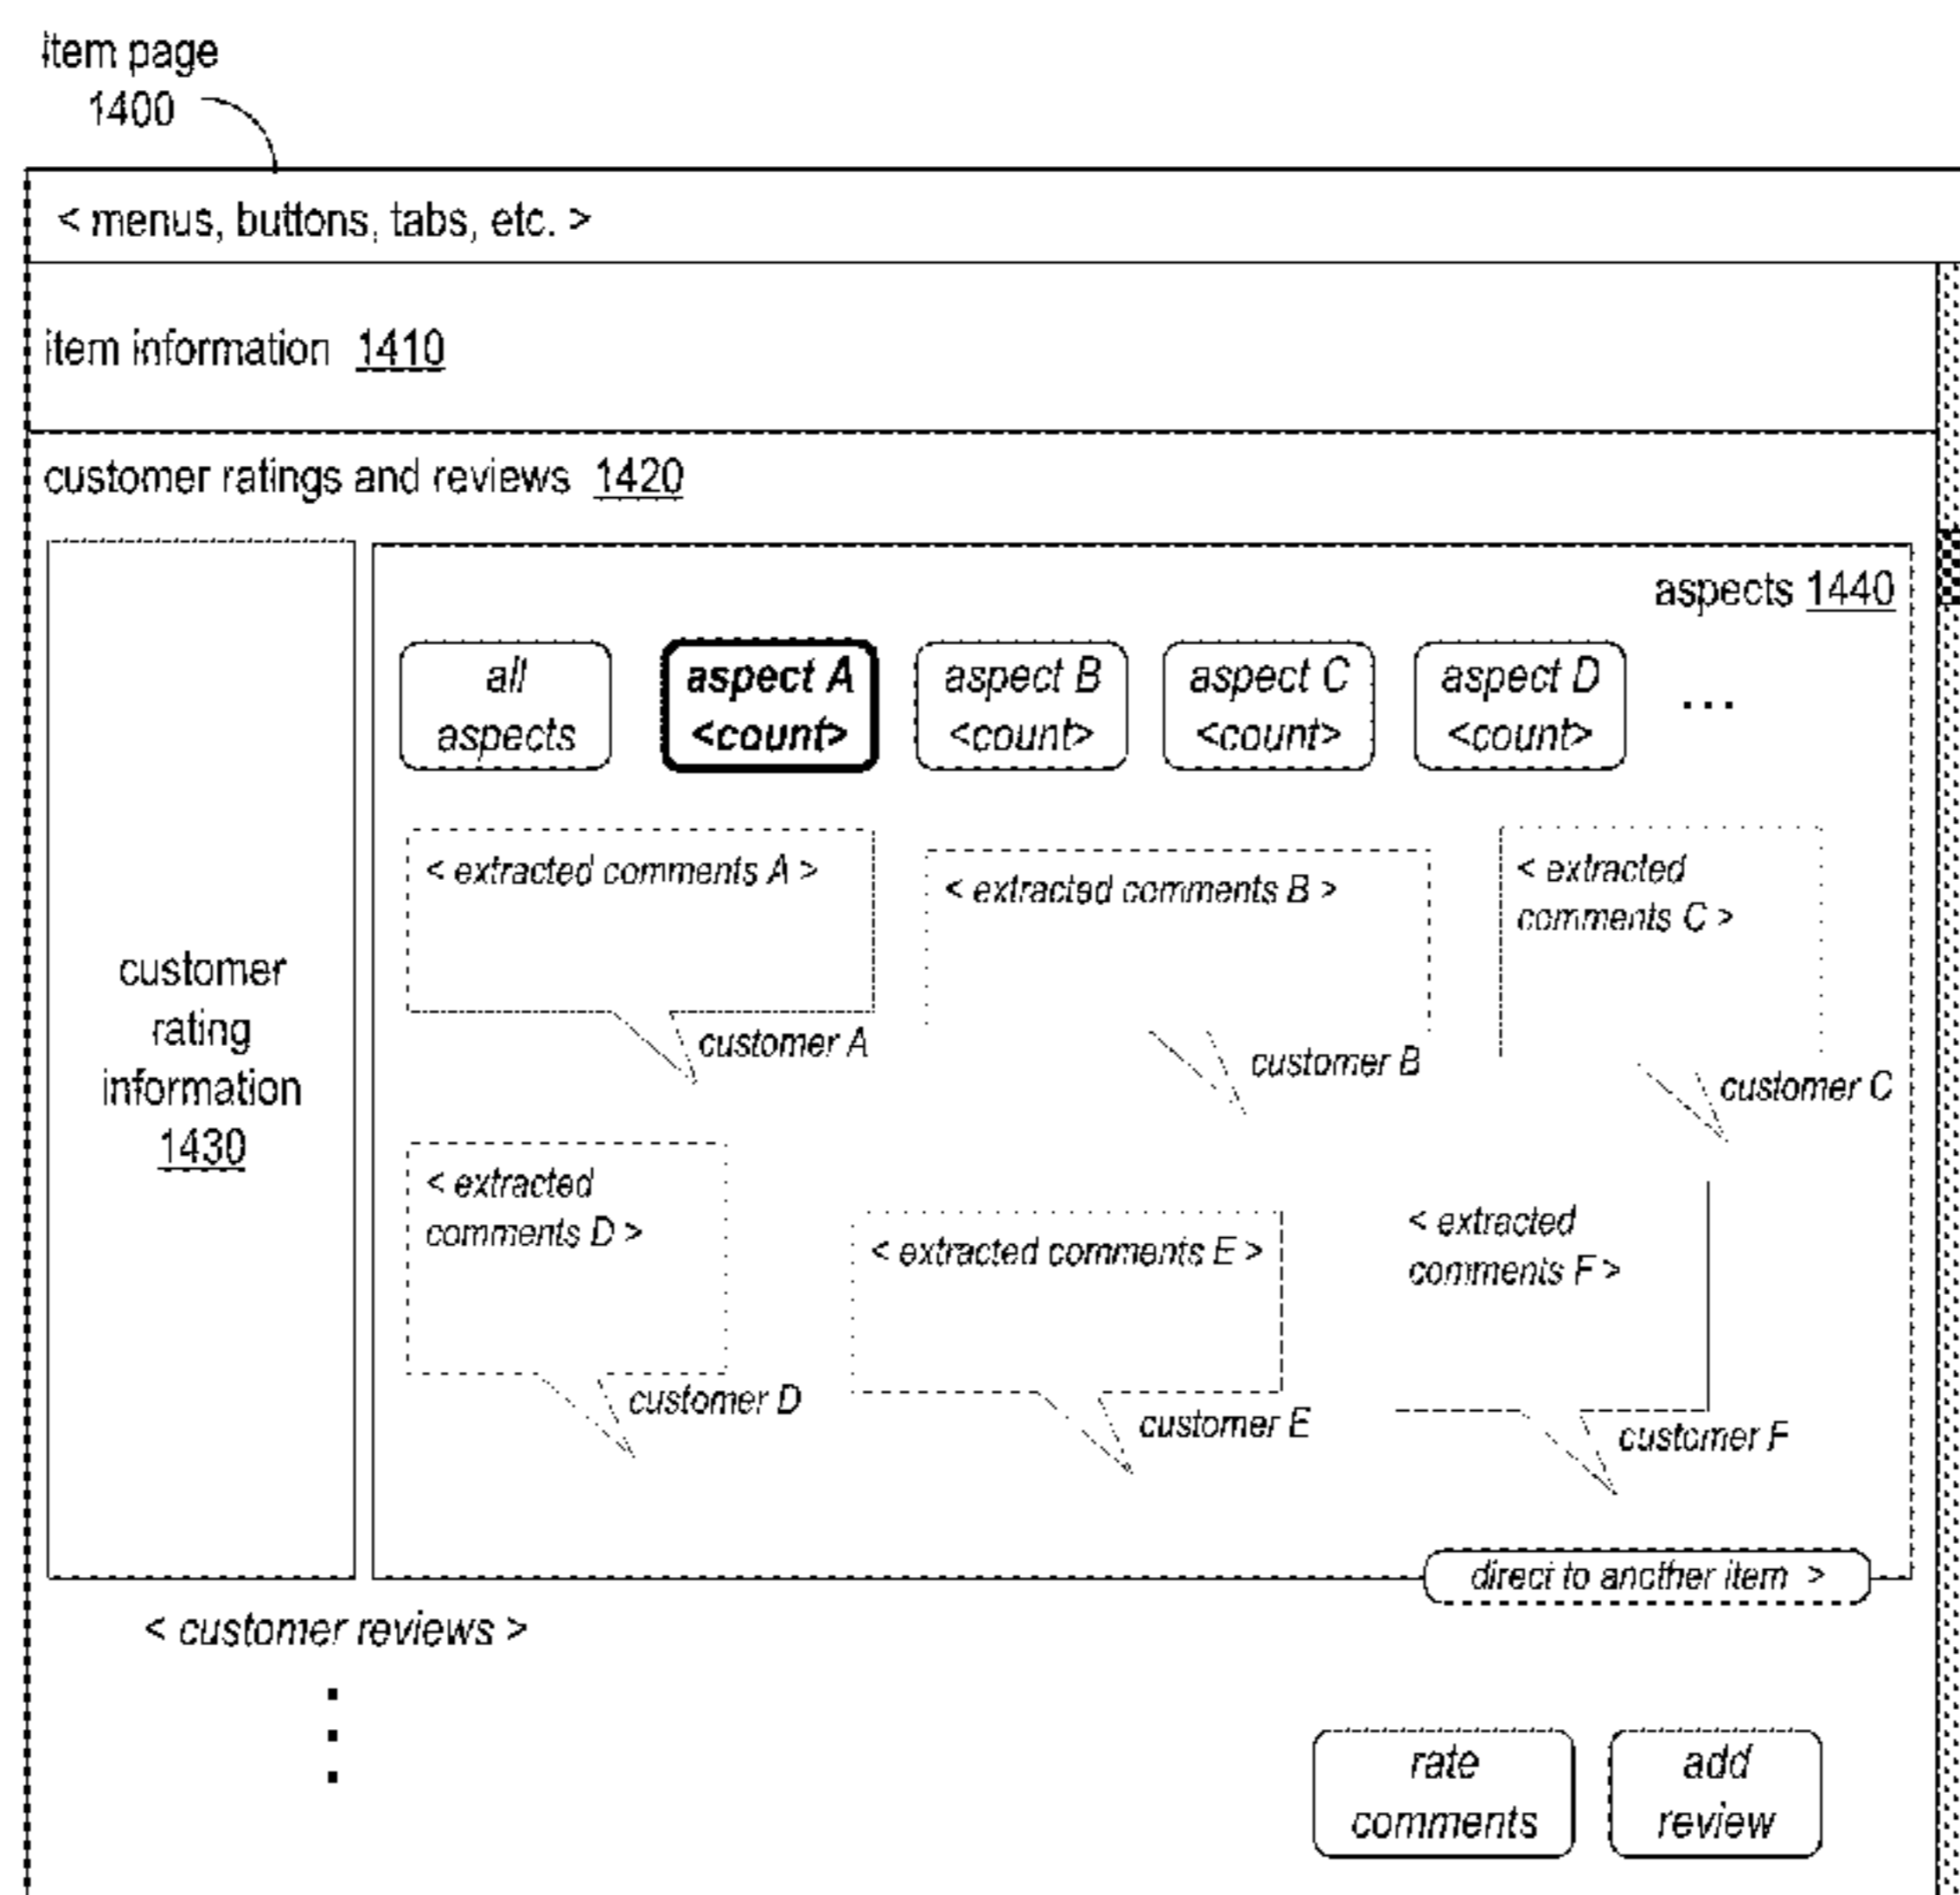 item page
1400
< menus, buttons, tabs, etc. >
item information 1410
customer ratings and reviews 1420
customer
rating
information
1430
aspects 1440
all
aspects
aspect A
<count>
aspect B
<count>
aspect C
<count>
aspect D
<count>
...
< extracted comments A >
customer A
< extracted comments B >
customer B
< extracted
comments C >
customer C
< extracted
comments D >
customer D
< extracted comments E >
customer E
< extracted
comments F >
customer F
direct to another item >
< customer reviews >
rate
comments
add
review